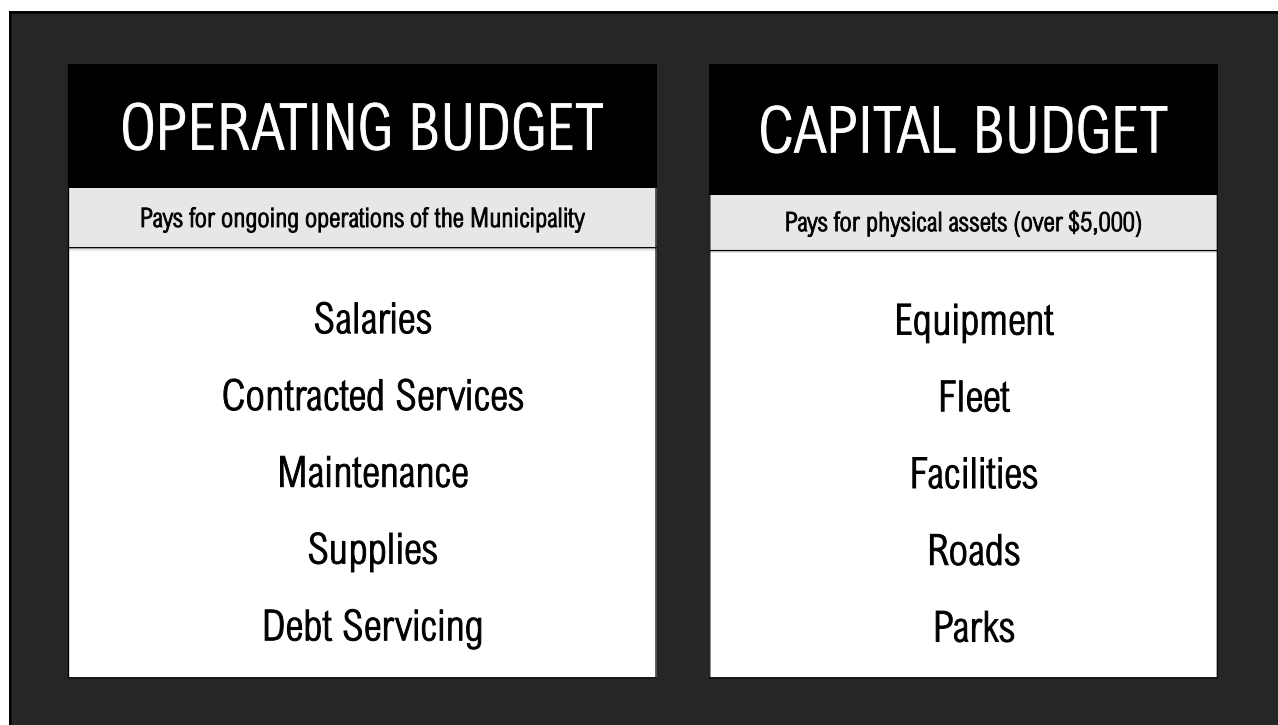 OPERATING BUDGET
Pays for ongoing operations of the Municipality
Salaries
Contracted Services
Maintenance
Supplies
Debt Servicing
CAPITAL BUDGET
Pays for physical assets (over $5,000)
Equipment
Fleet
Facilities
Roads
Parks